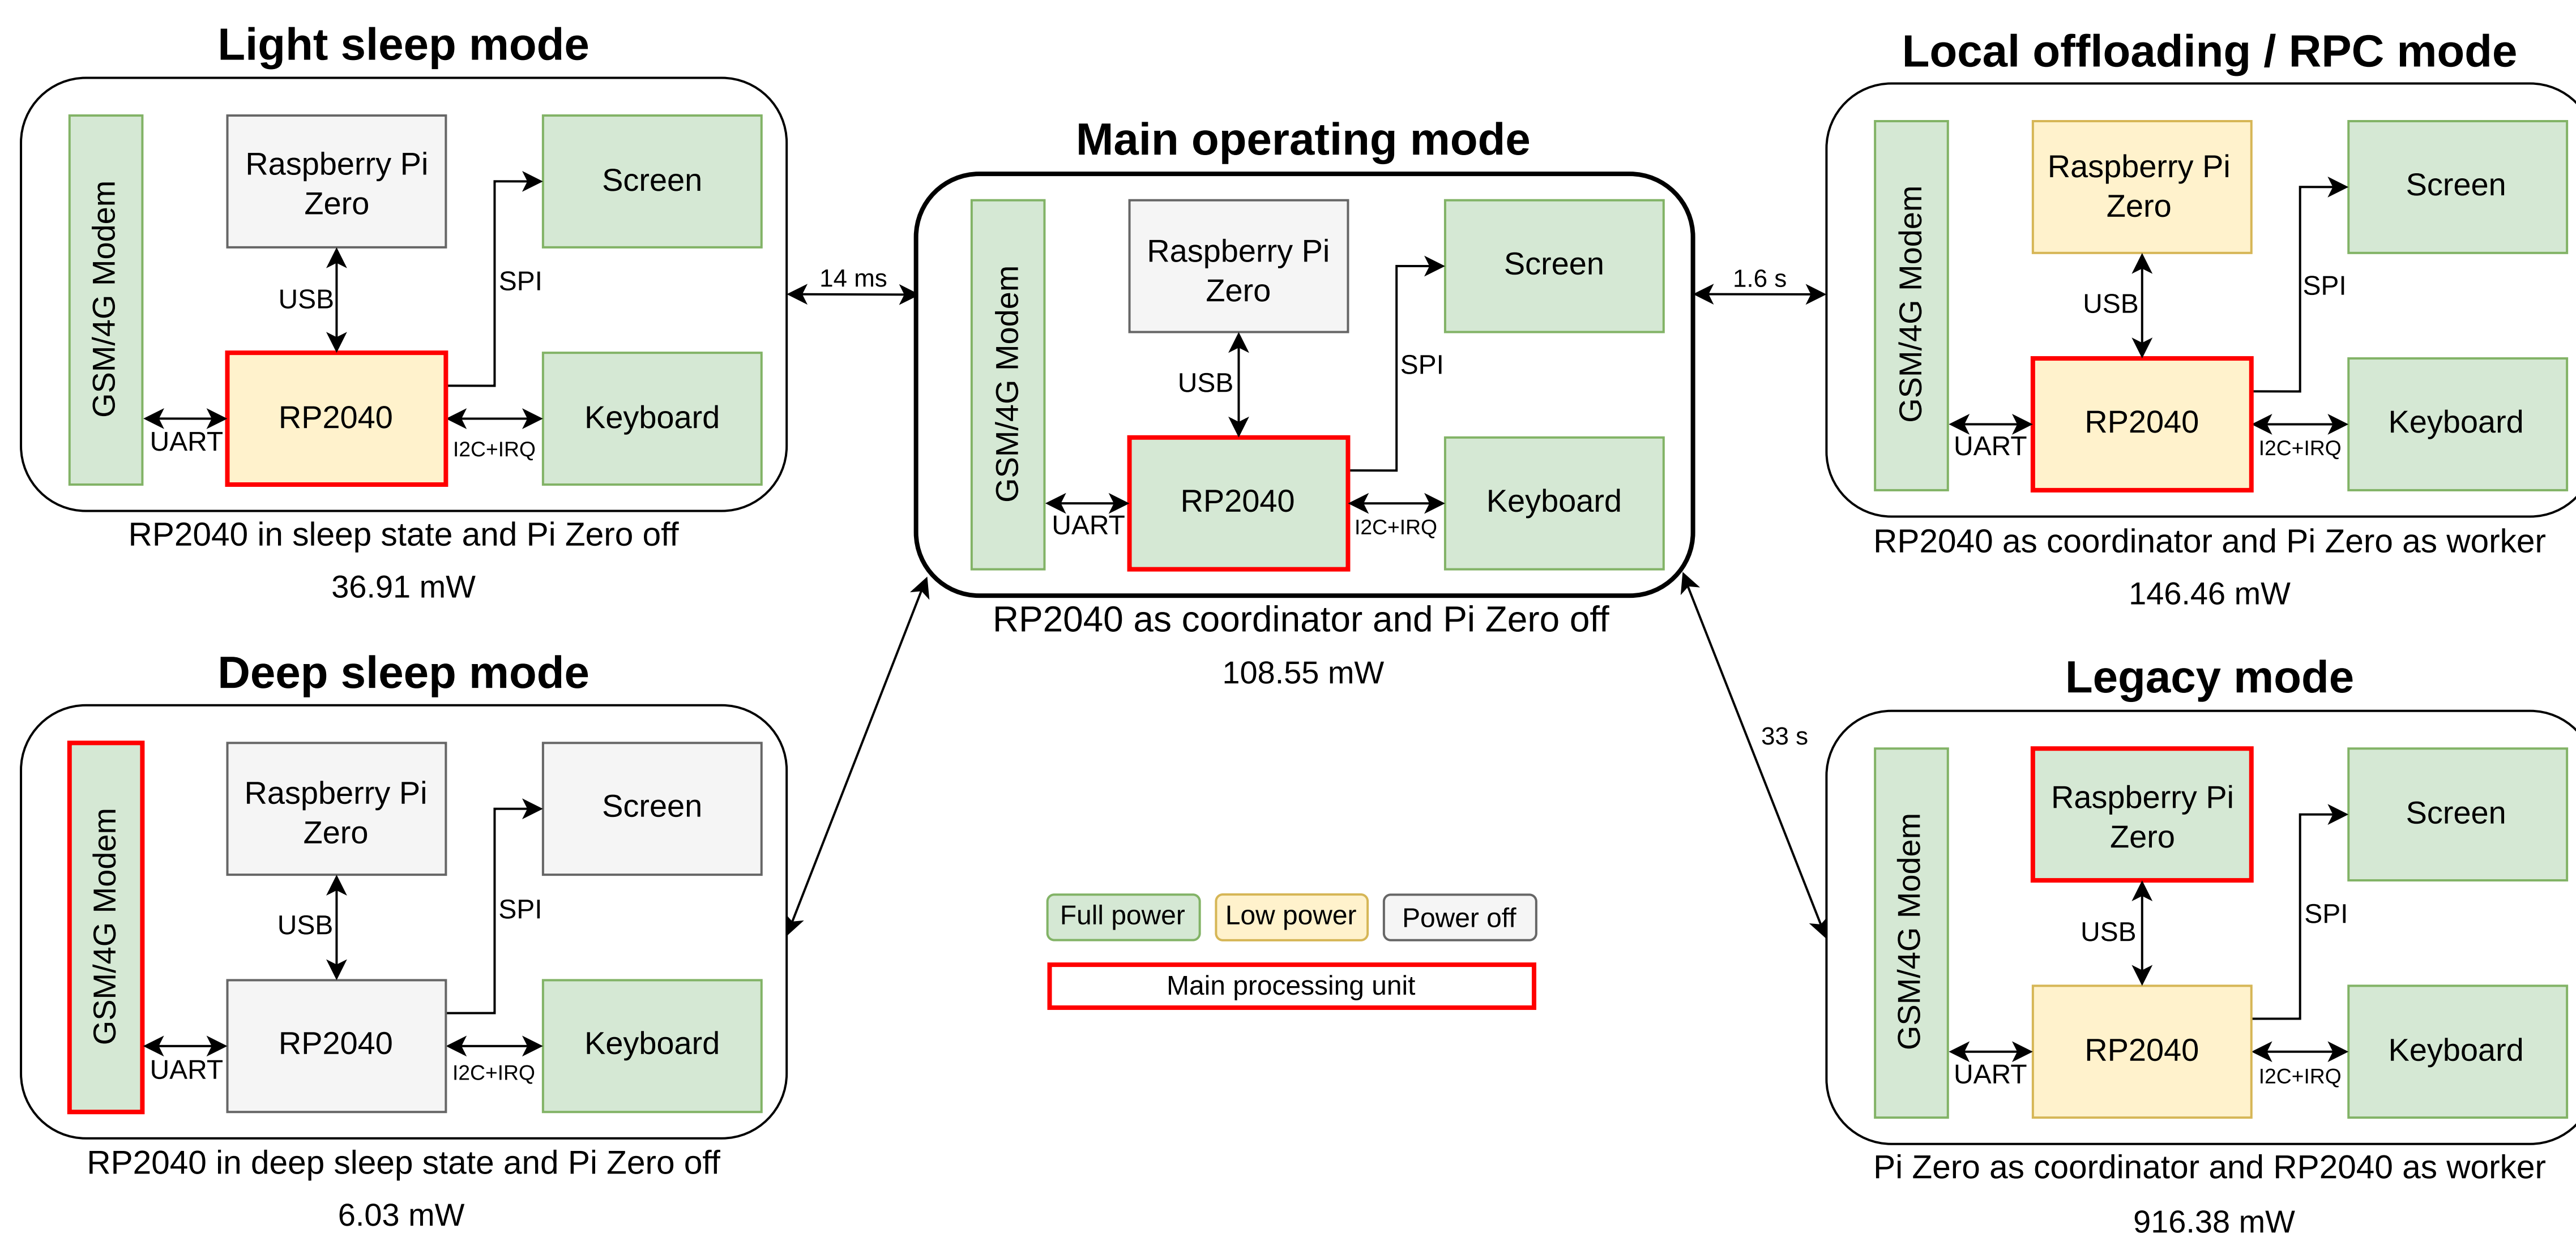 Light sleep mode
GSM/4G Modem
Raspberry Pi
Zero
Screen
USB
SPI
RP2040
Keyboard
UART
I2C+IRQ
RP2040 in sleep state and Pi Zero off
36.91 mW
14 ms
Main operating mode
GSM/4G Modem
Raspberry Pi
Zero
Screen
USB
SPI
RP2040
Keyboard
UART
I2C+IRQ
RP2040 as coordinator and Pi Zero off
108.55 mW
1.6 s
Local offloading / RPC mode
GSM/4G Modem
Raspberry Pi
Zero
Screen
USB
SPI
RP2040
Keyboard
UART
I2C+IRQ
RP2040 as coordinator and Pi Zero as worker
146.46 mW
Deep sleep mode
GSM/4G Modem
Raspberry Pi
Zero
Screen
USB
SPI
RP2040
Keyboard
UART
I2C+IRQ
RP2040 in deep sleep state and Pi Zero off
6.03 mW
Full power
Low power
Power off
Main processing unit
33 s
Legacy mode
GSM/4G Modem
Raspberry Pi
Zero
Screen
USB
SPI
RP2040
Keyboard
UART
I2C+IRQ
Pi Zero as coordinator and RP2040 as worker
916.38 mW